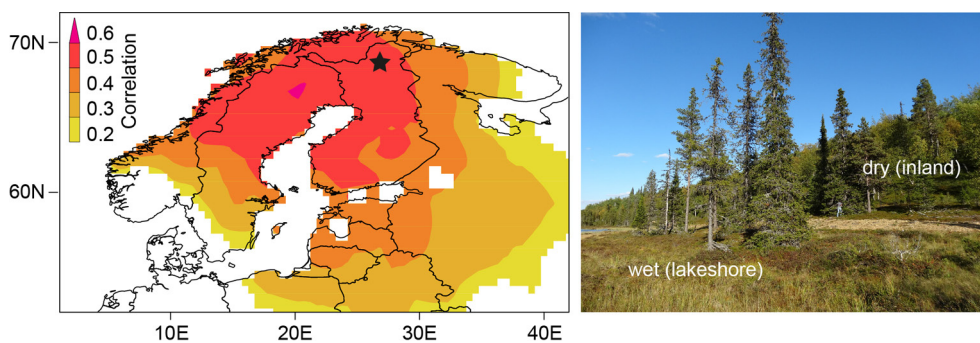 70N
60N
0.6
0.5
0.4
0.3
0.2
Correlation
10E 20E 30E 40E
dry (inland)
wet (lakeshore)